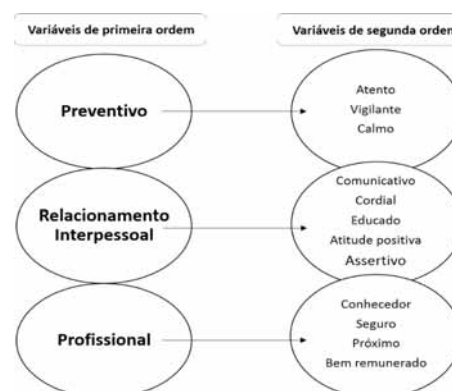 Variáveis de primeira ordem
Variáveis de segunda ordem
Preventivo
Atento
Vigilante
Calmo
Relacionamento
Interpessoal
Comunicativo
Cordial
Educado
Atitude positiva
Assertivo
Profissional
Conhecedor
Seguro
Próximo
Bem remunerado